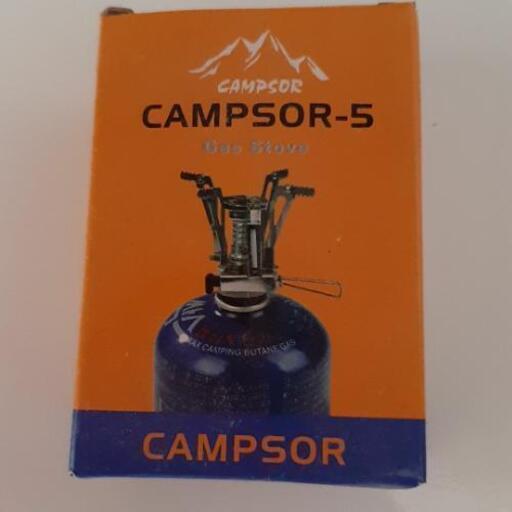 CAMPSOR
CAMPSOR-5
Gas Stove
CAMPING BUTANE GAS
CAMPSOR